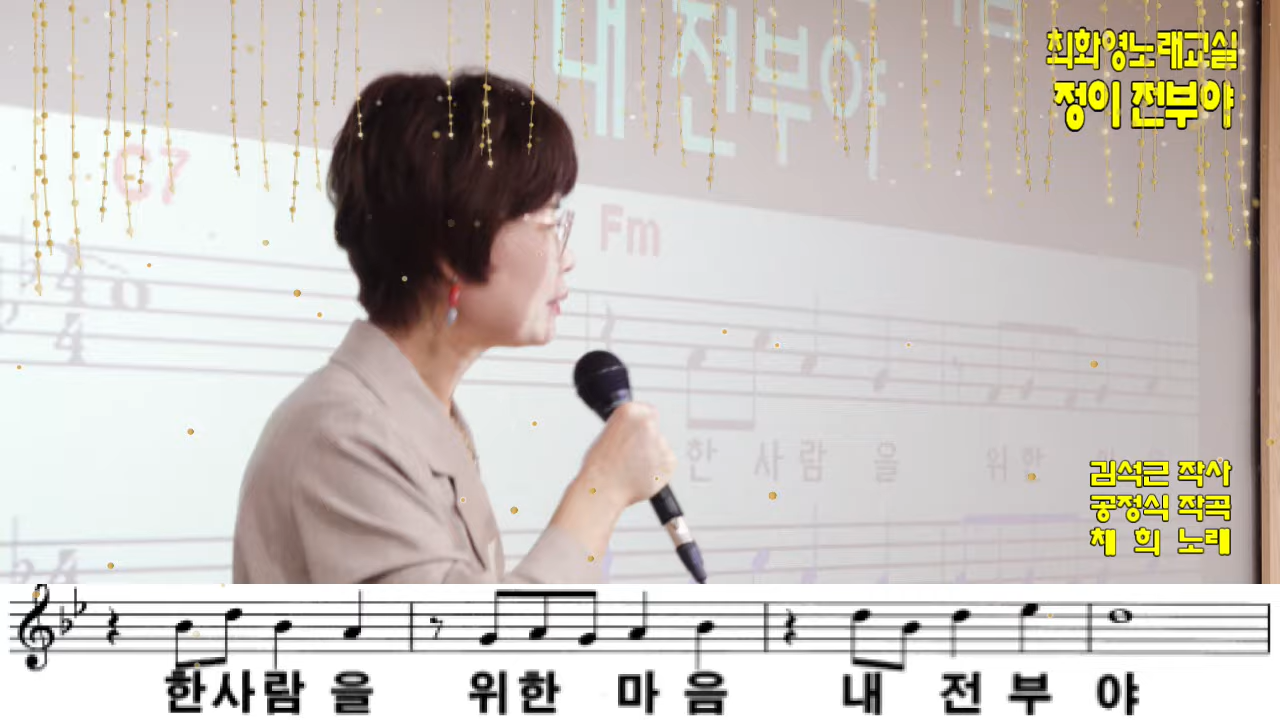 내 전부야
최화영노래교실
정이 전부야
C7
Fm
한 사 람 을 위 한
김석근 작사
공정식 작곡
채 희 노래
한사람 을 위한 마 음 내 전 부 야